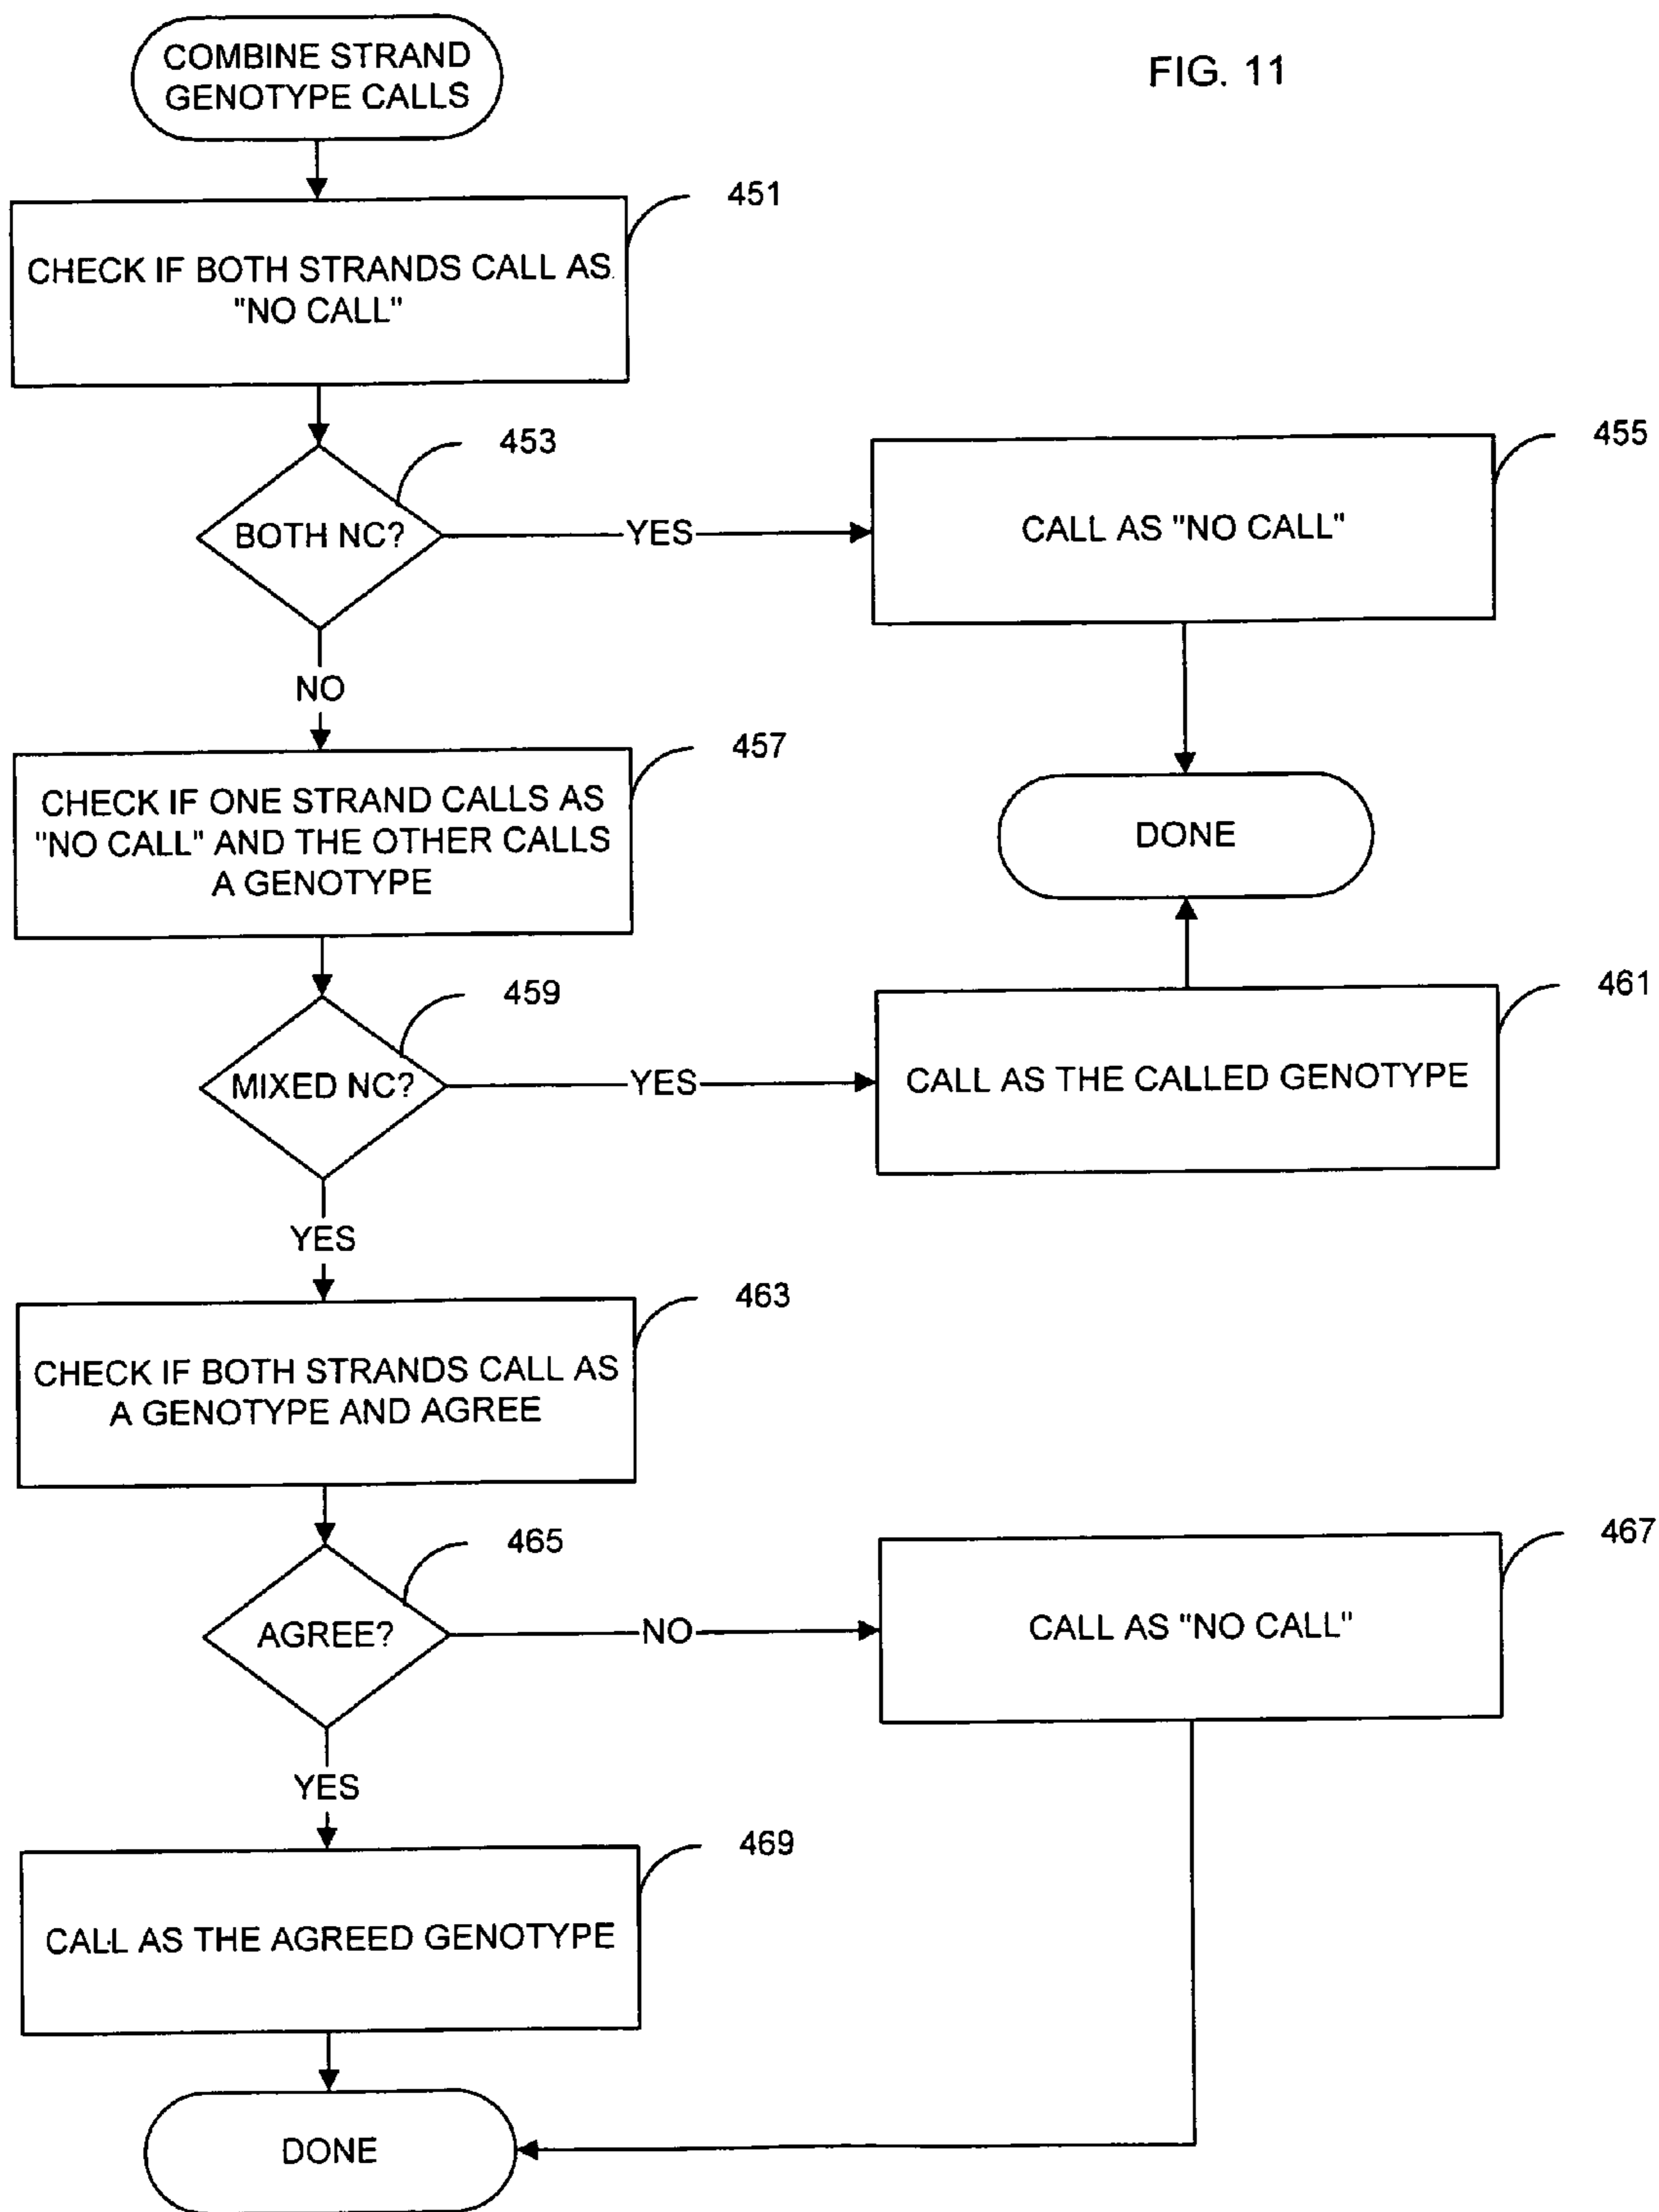 FIG. 11
COMBINE STRAND
GENOTYPE CALLS
451
CHECK IF BOTH STRANDS CALL AS
"NO CALL"
453
BOTH NC?
YES
455
CALL AS "NO CALL"
NO
DONE
457
CHECK IF ONE STRAND CALLS AS
"NO CALL" AND THE OTHER CALLS
A GENOTYPE
459
MIXED NC?
YES
461
CALL AS THE CALLED GENOTYPE
YES
463
CHECK IF BOTH STRANDS CALL AS
A GENOTYPE AND AGREE
465
AGREE?
NO
467
CALL AS "NO CALL"
YES
469
CALL AS THE AGREED GENOTYPE
DONE